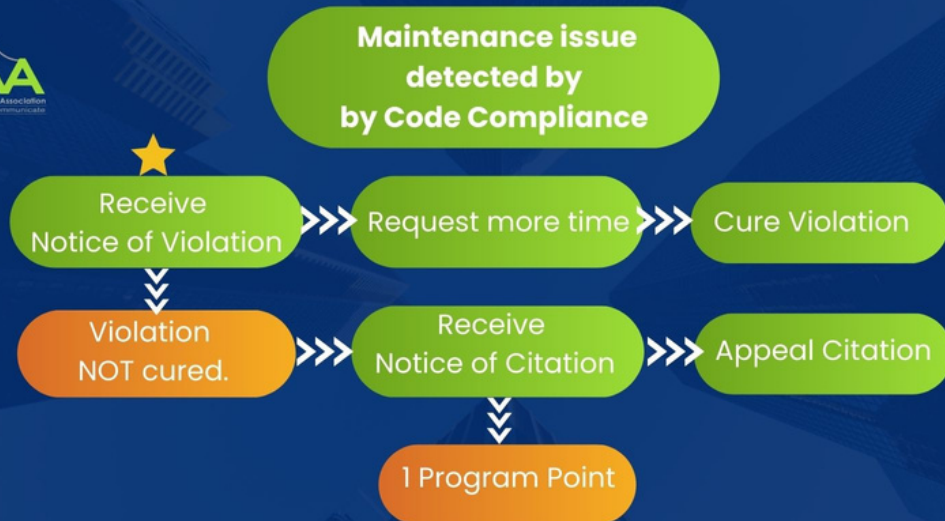 Maintenance issue
detected by
by Code Compliance
AA
Association
Receive
Notice of Violation
Request more time
Cure Violation
Violation
NOT cured.
Receive
Notice of Citation
Appeal Citation
1 Program Point